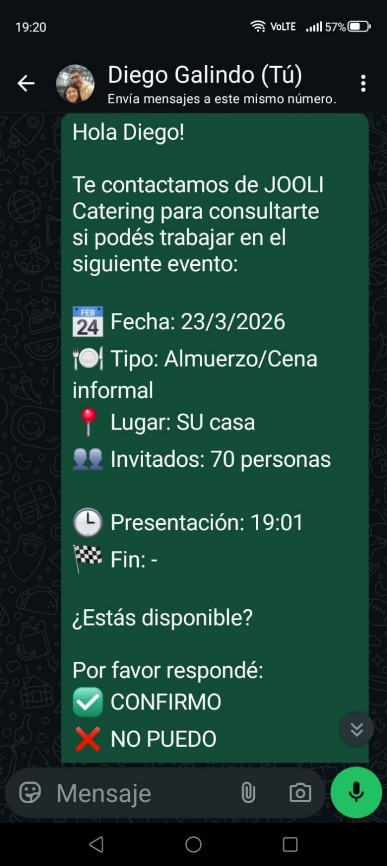 19:20
VoLTE
57%
Diego Galindo (Tú)
Envía mensajes a este mismo número.
Hola Diego!
Te contactamos de JOOLI
Catering para consultarte
si podés trabajar en el
siguiente evento:
FEB
24
Fecha: 23/3/2026
Tipo: Almuerzo/Cena
informal
Lugar: SU casa
Invitados: 70 personas
Presentación: 19:01
Fin: -
¿Estás disponible?
Por favor respondé:
✅ CONFIRMO
❌ NO PUEDO
Mensaje